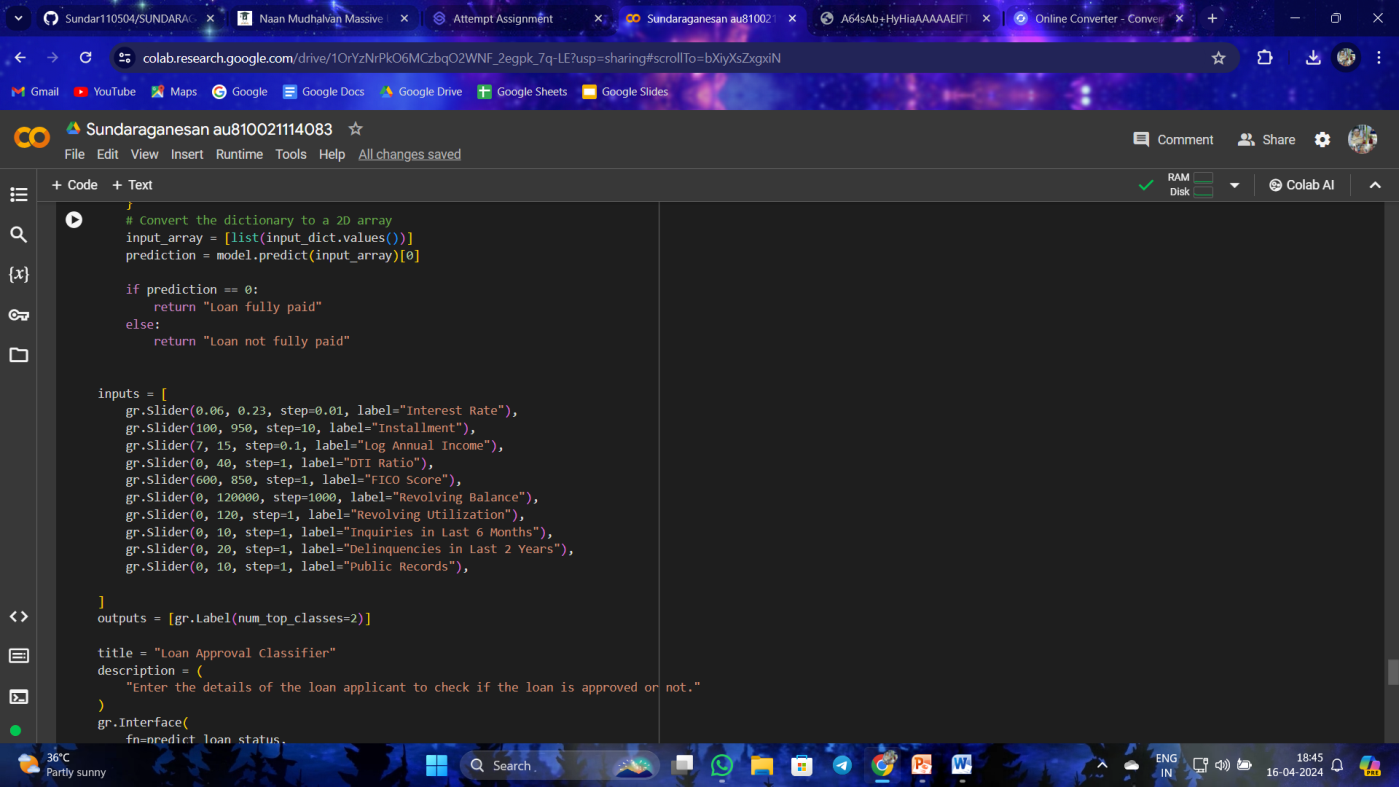 Sundar110504/SUNDARAG
Naan Mudhalvan Massive
Attempt Assignment
Sundaraganesan au810021
A64sAb+HyHiaAAAAAEIFT
Online Converter - Conver
colab.research.google.com/drive/1OrYzNrPkO6MCzbqO2WNF_2egpk_7q-LE?usp=sharing#scrollTo=bXiyXsZxgxiN
Gmail YouTube Maps Google Google Docs Google Drive Google Sheets Google Slides
Sundaraganesan au810021114083
Comment Share
File Edit View Insert Runtime Tools Help All changes saved
+ Code + Text
RAM
Disk
Colab AI
}
# Convert the dictionary to a 2D array
input_array = [list(input_dict.values())]
prediction = model.predict(input_array)[0]
if prediction == 0:
return "Loan fully paid"
else:
return "Loan not fully paid"
inputs = [
gr.Slider(0.06, 0.23, step=0.01, label="Interest Rate"),
gr.Slider(100, 950, step=10, label="Installment"),
gr.Slider(7, 15, step=0.1, label="Log Annual Income"),
gr.Slider(0, 40, step=1, label="DTI Ratio"),
gr.Slider(600, 850, step=1, label="FICO Score"),
gr.Slider(0, 120000, step=1000, label="Revolving Balance"),
gr.Slider(0, 120, step=1, label="Revolving Utilization"),
gr.Slider(0, 10, step=1, label="Inquiries in Last 6 Months"),
gr.Slider(0, 20, step=1, label="Delinquencies in Last 2 Years"),
gr.Slider(0, 10, step=1, label="Public Records"),
]
outputs = [gr.Label(num_top_classes=2)]
title = "Loan Approval Classifier"
description = (
"Enter the details of the loan applicant to check if the loan is approved or not."
)
gr.Interface(
fn=predict_loan_status,
36°C
Partly sunny
Search
ENG
IN
18:45
16-04-2024
PRE